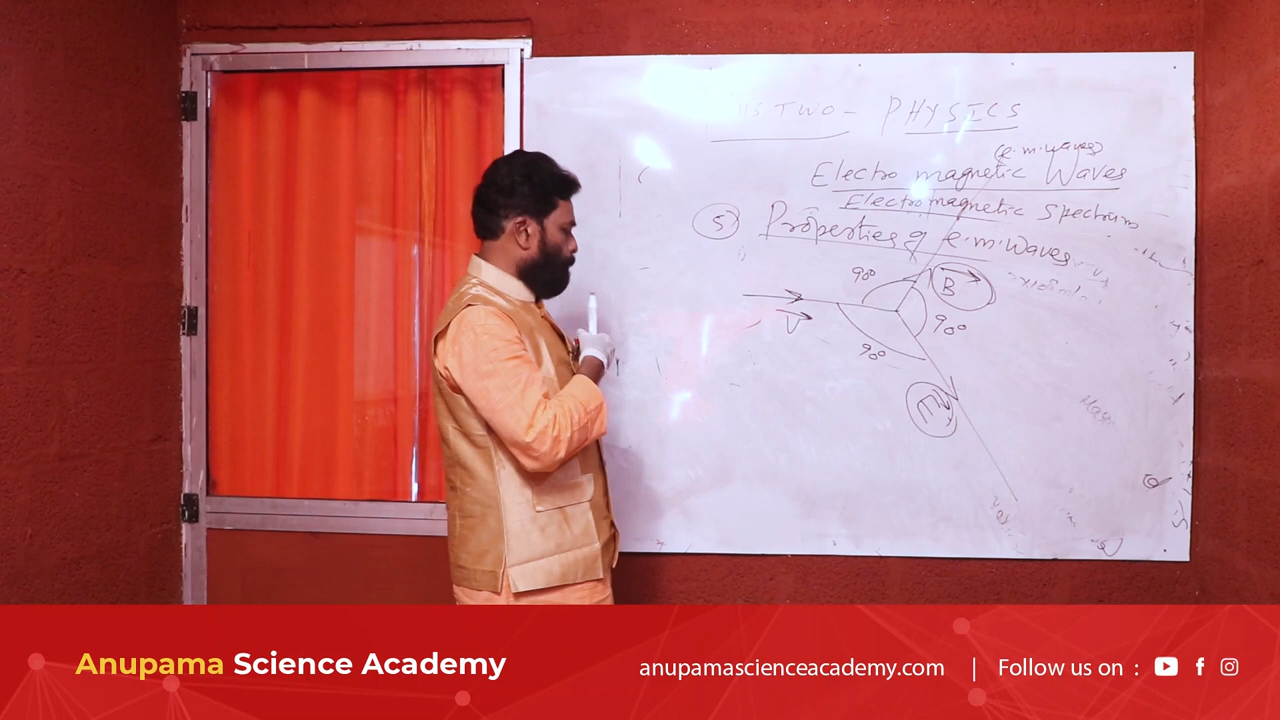 TWO - PHYSICS
(e.m.waves)
Electro magnetic Waves
Electromagnetic Spectrum
5 Properties of e.m.waves
90° B
V 90°
90°
E
Anupama Science Academy
anupamascienceacademy.com | Follow us on :